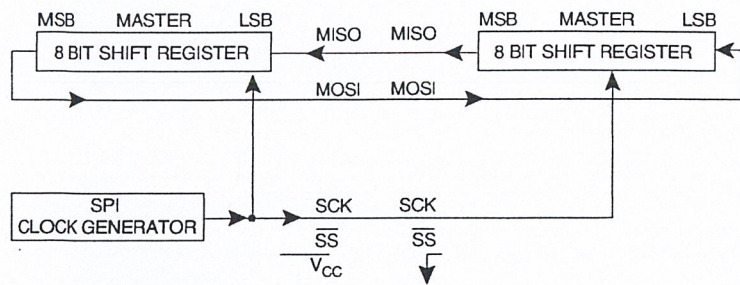 MSB MASTER LSB
8 BIT SHIFT REGISTER
MISO MISO
MSB MASTER LSB
8 BIT SHIFT REGISTER
MOSI MOSI
SPI
CLOCK GENERATOR
SCK SCK
SS SS
VCC